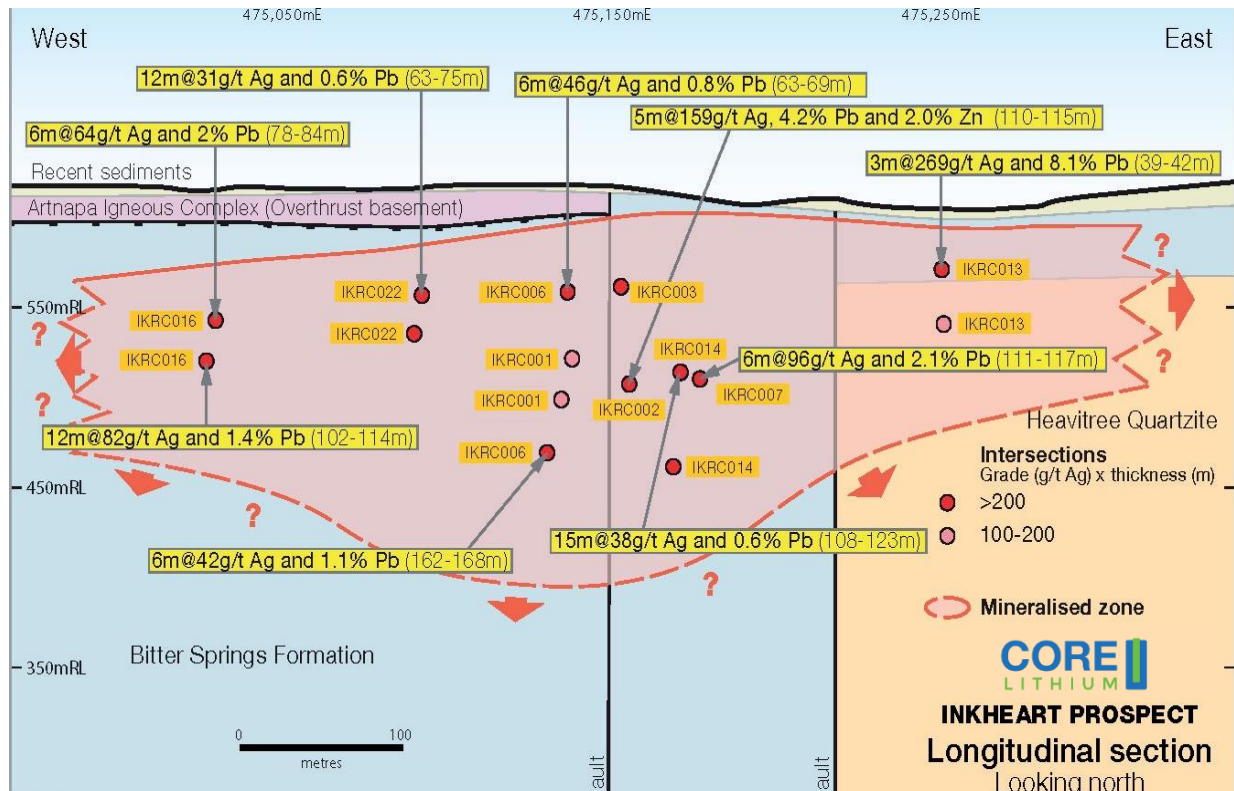 475,050mE
475,150mE
475,250mE
West
East
12m@31g/t Ag and 0.6% Pb (63-75m)
6m@46g/t Ag and 0.8% Pb (63-69m)
5m@159g/t Ag, 4.2% Pb and 2.0% Zn (110-115m)
6m@64g/t Ag and 2% Pb (78-84m)
3m@269g/t Ag and 8.1% Pb (39-42m)
Recent sediments
Artnapa Igneous Complex (Overthrust basement)
?
IKRC013
IKRC022
IKRC006
IKRC003
550mRL
IKRC016
IKRC013
?
IKRC022
IKRC014
IKRC001
6m@96g/t Ag and 2.1% Pb (111-117m)
?
IKRC016
IKRC007
IKRC001
IKRC002
?
Heavitree Quartzite
12m@82g/t Ag and 1.4% Pb (102-114m)
IKRC006
IKRC014
Intersections
Grade (g/t Ag) x thickness (m)
450mRL
>200
?
100-200
15m@38g/t Ag and 0.6% Pb (108-123m)
6m@42g/t Ag and 1.1% Pb (162-168m)
?
Mineralised zone
Bitter Springs Formation
350mRL
CORE
LITHIUM
INKHEART PROSPECT
Longitudinal section
Looking north
0 100
metres
ault
ault